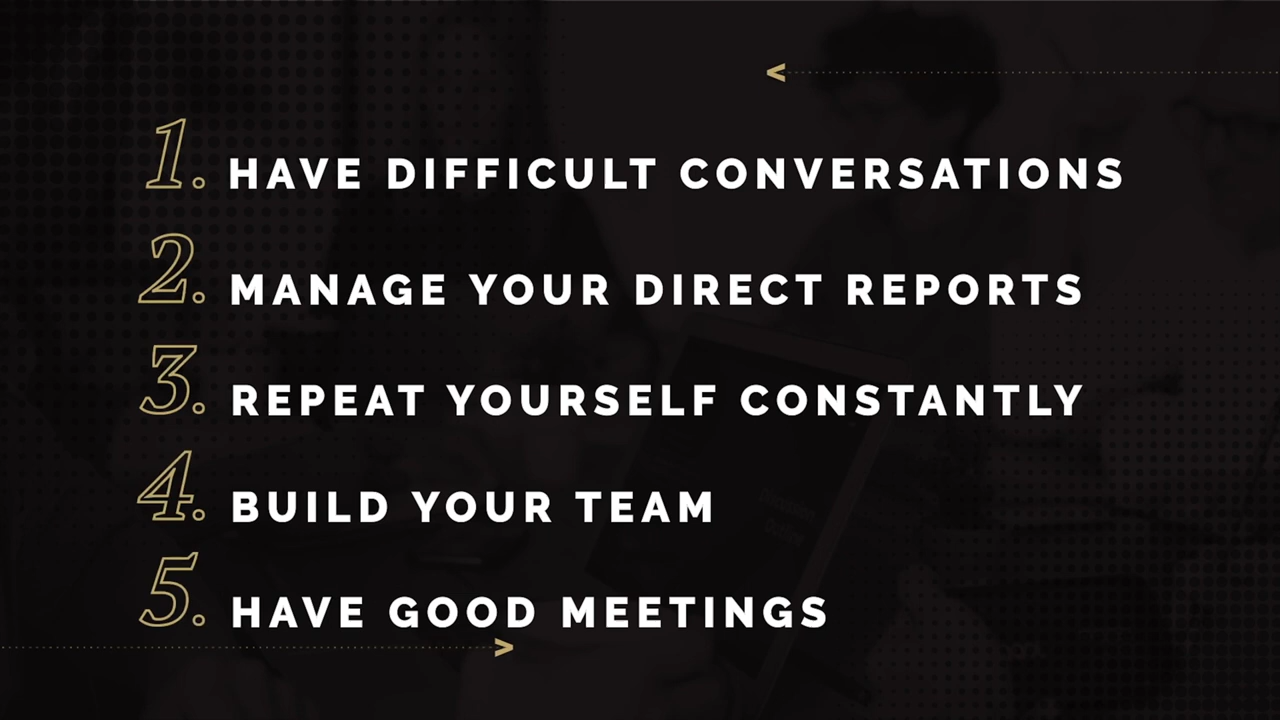 1. HAVE DIFFICULT CONVERSATIONS
2. MANAGE YOUR DIRECT REPORTS
3. REPEAT YOURSELF CONSTANTLY
4. BUILD YOUR TEAM
5. HAVE GOOD MEETINGS